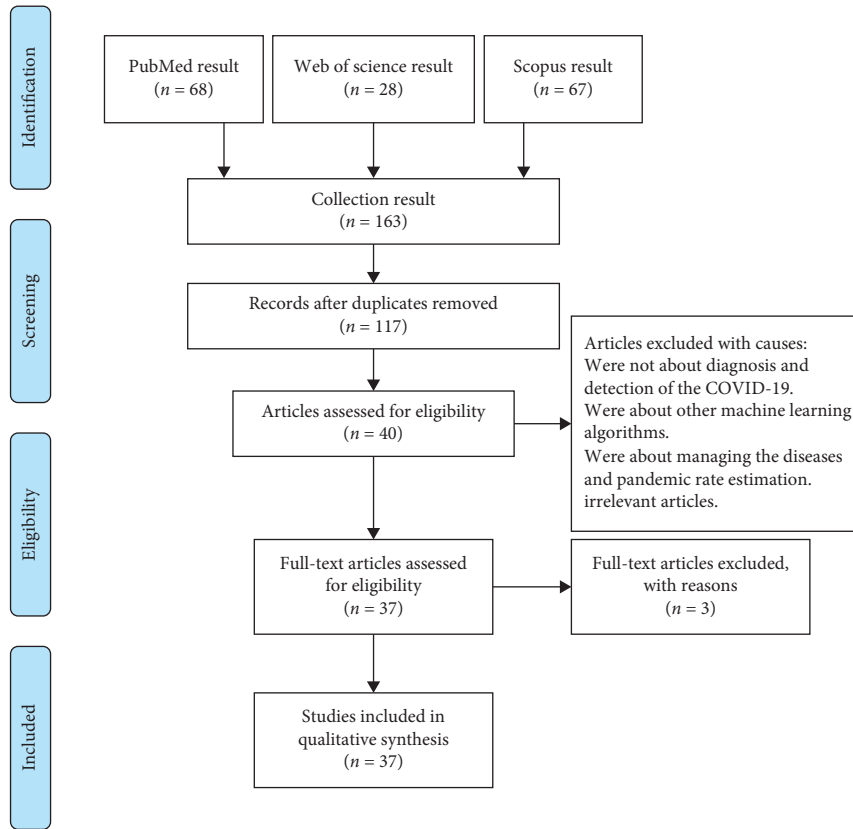 Identification
PubMed result
(n = 68)
Web of science result
(n = 28)
Scopus result
(n = 67)
Collection result
(n = 163)
Screening
Records after duplicates removed
(n = 117)
Articles assessed for eligibility
(n = 40)
Articles excluded with causes:
Were not about diagnosis and
detection of the COVID-19.
Were about other machine learning
algorithms.
Were about managing the diseases
and pandemic rate estimation.
irrelevant articles.
Eligibility
Full-text articles assessed
for eligibility
(n = 37)
Full-text articles excluded,
with reasons
(n = 3)
Included
Studies included in
qualitative synthesis
(n = 37)